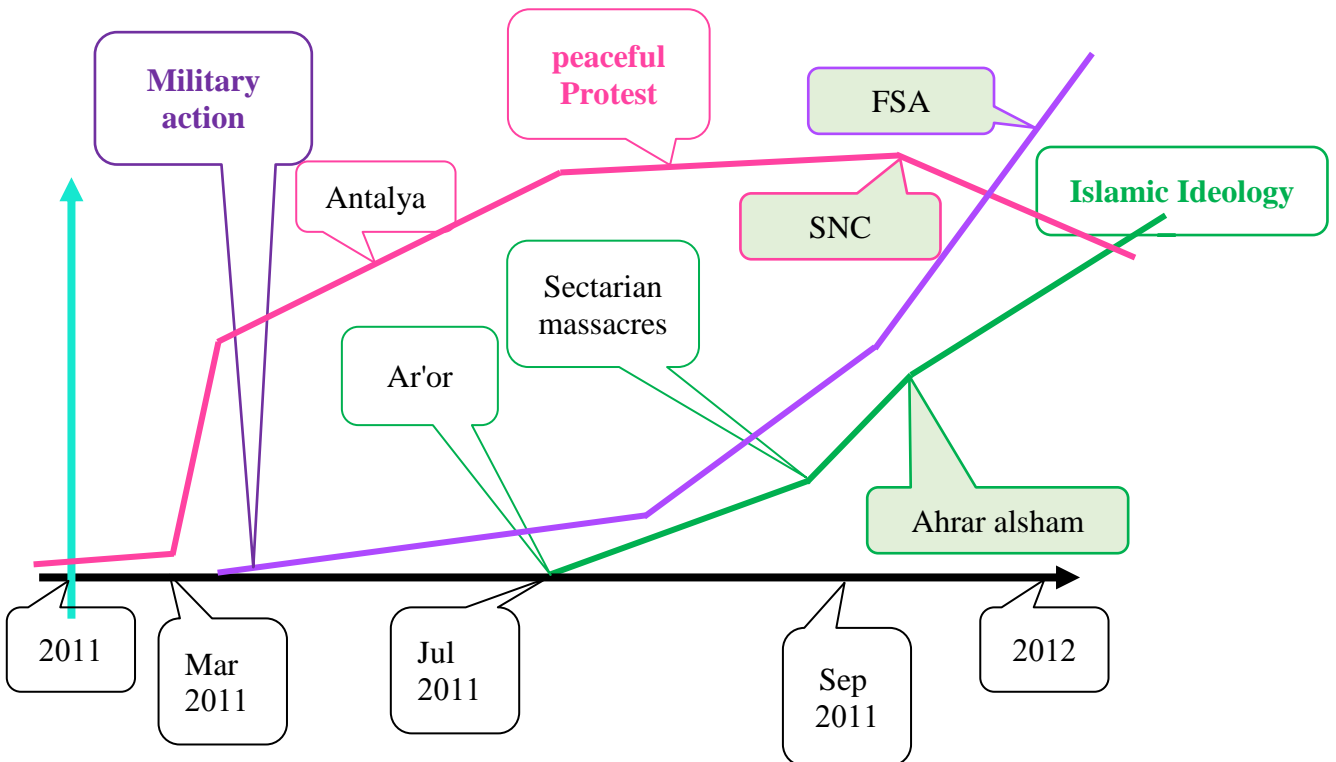 Military
action
peaceful
Protest
FSA
Antalya
Islamic Ideology
SNC
Sectarian
massacres
Ar'or
Ahrar alsham
2011
Mar
2011
Jul
2011
Sep
2011
2012